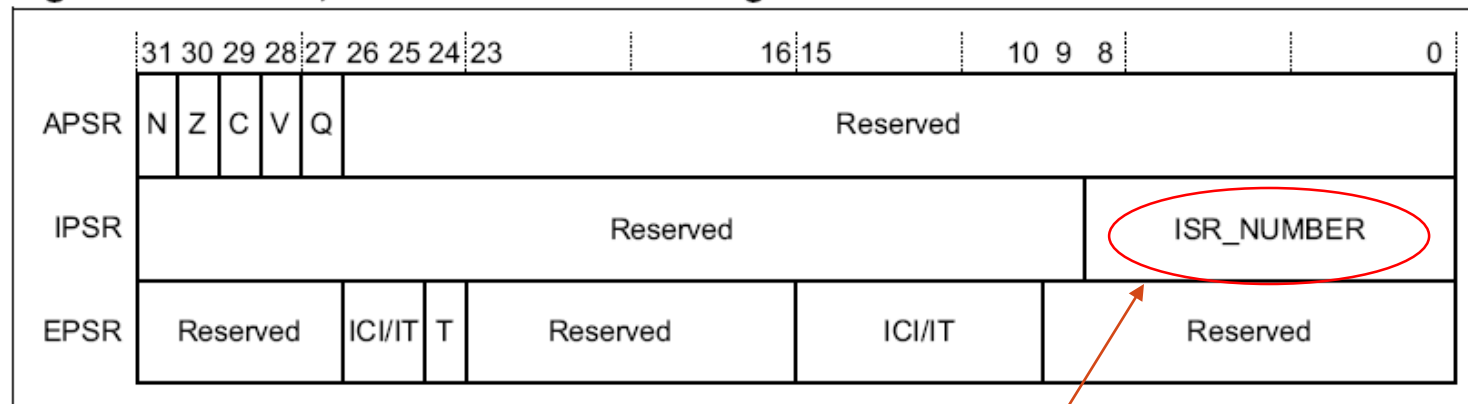 31 30 29 28 27 26 25 24 23 16 15 10 9 8 0
APSR N Z C V Q Reserved
IPSR Reserved ISR_NUMBER
EPSR Reserved ICI/IT T Reserved ICI/IT Reserved